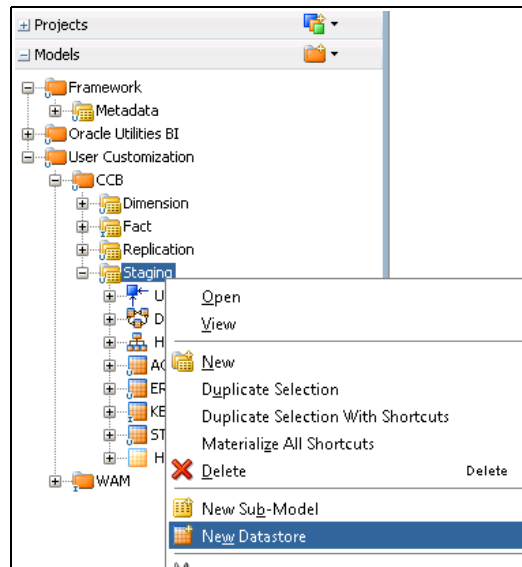 Projects
Models
Framework
Metadata
Oracle Utilities BI
User Customization
CCB
Dimension
Fact
Replication
Staging
U
D
H
AC
ER
KE
ST
H
WAM
Open
View
New
Duplicate Selection
Duplicate Selection With Shortcuts
Materialize All Shortcuts
Delete Delete
New Sub-Model
New Datastore